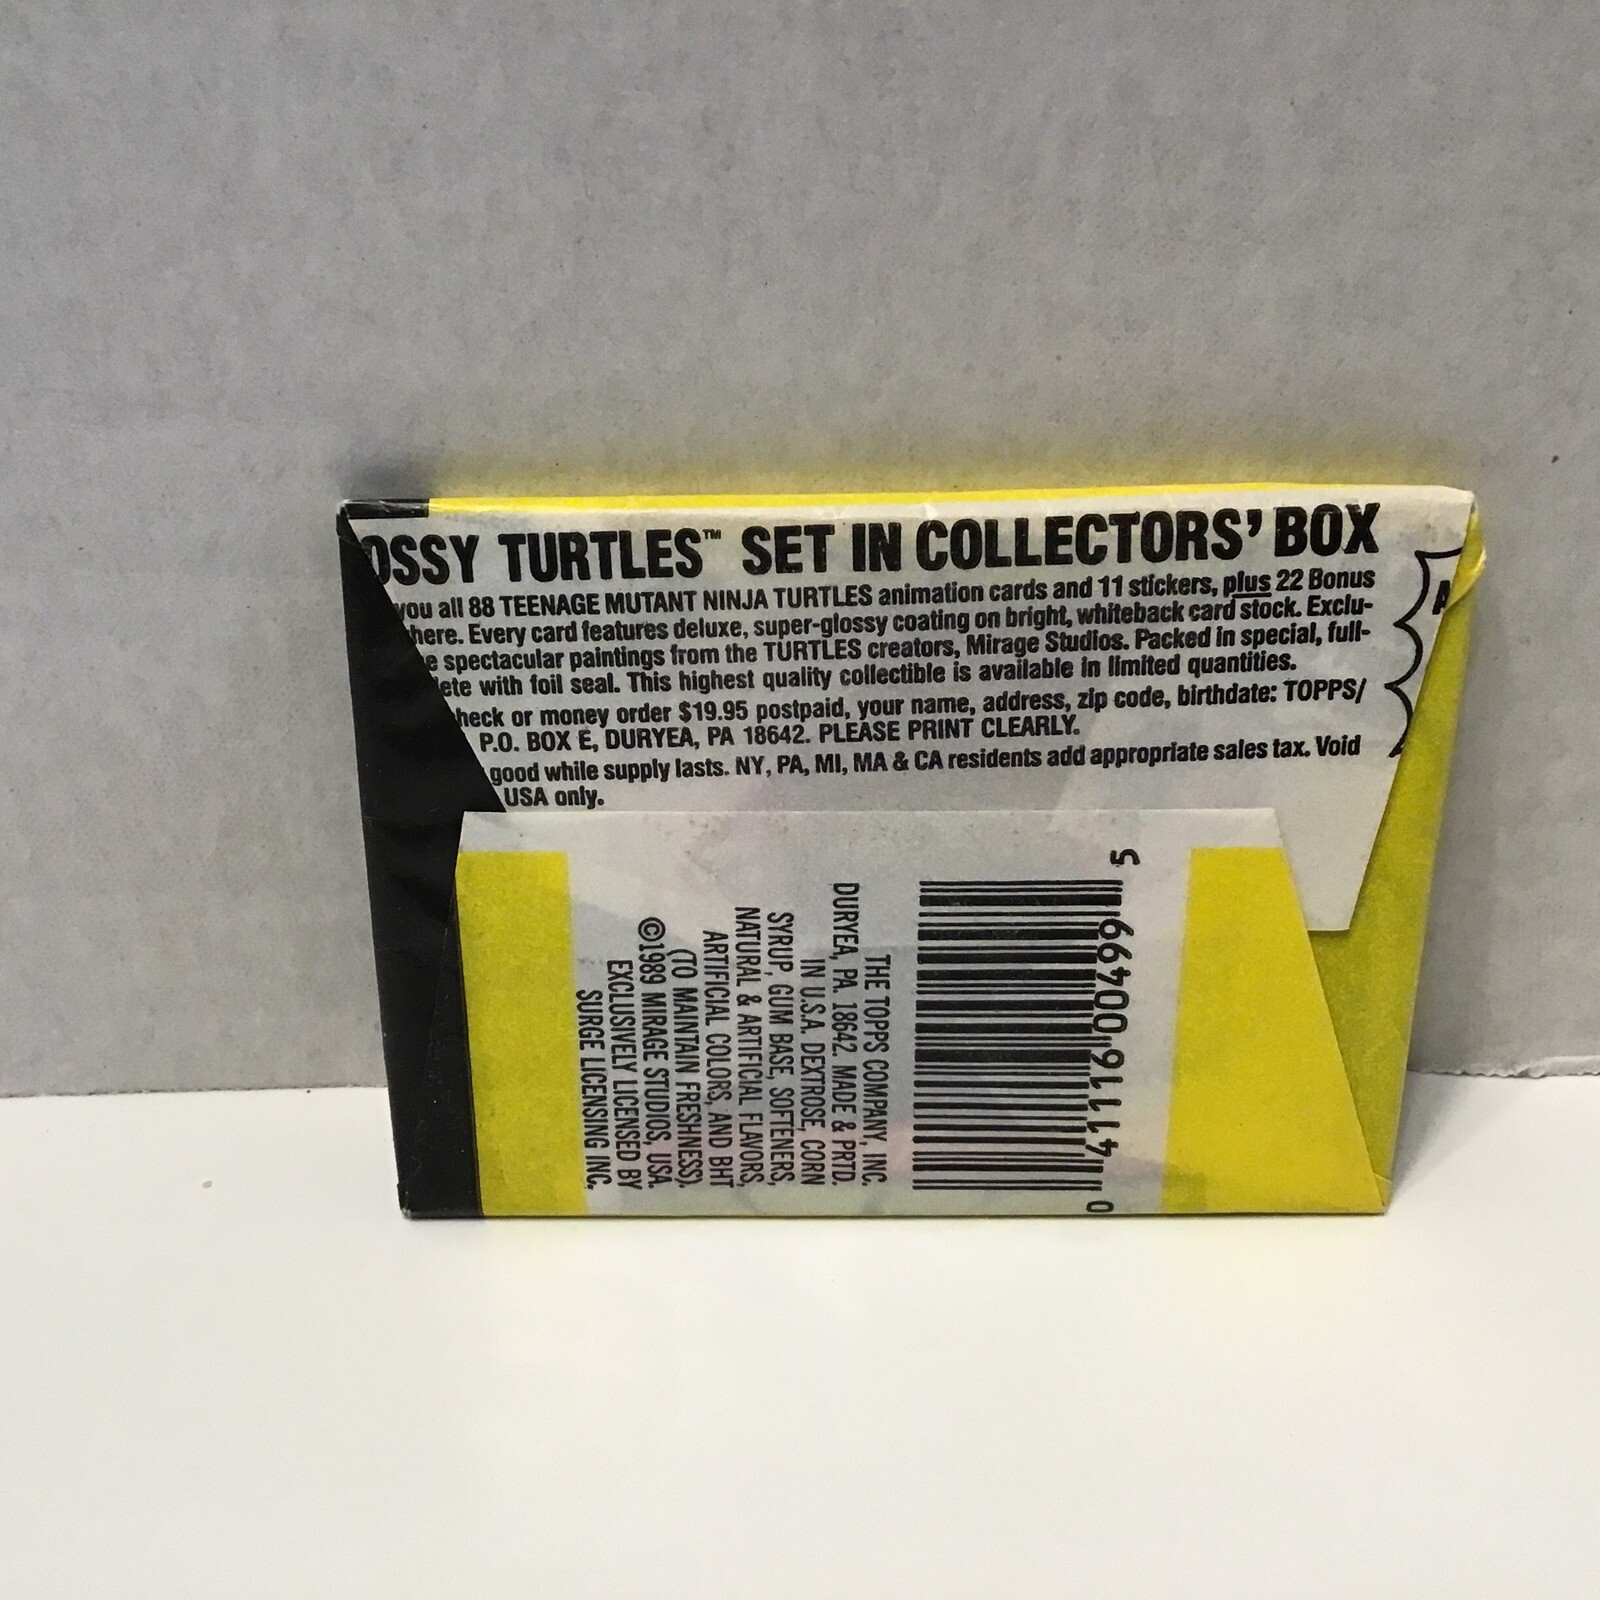 OSSY TURTLES™ SET IN COLLECTORS' BOX
you all 88 TEENAGE MUTANT NINJA TURTLES animation cards and 11 stickers, plus 22 Bonus
here. Every card features deluxe, super-glossy coating on bright, whiteback card stock. Exclu-
e spectacular paintings from the TURTLES creators, Mirage Studios. Packed in special, full-
lete with foil seal. This highest quality collectible is available in limited quantities.
heck or money order $19.95 postpaid, your name, address, zip code, birthdate: TOPPS/
P.O. BOX E, DURYEA, PA 18642. PLEASE PRINT CLEARLY.
good while supply lasts. NY, PA, MI, MA & CA residents add appropriate sales tax. Void
USA only.
A
THE TOPPS COMPANY, INC.
DURYEA, PA. 18642. MADE & PRTD.
IN U.S.A. DEXTROSE, CORN
SYRUP, GUM BASE, SOFTENERS,
NATURAL & ARTIFICIAL FLAVORS,
ARTIFICIAL COLORS, AND BHT
(TO MAINTAIN FRESHNESS).
©1989 MIRAGE STUDIOS, USA.
EXCLUSIVELY LICENSED BY
SURGE LICENSING INC.
0 41116 00499 5